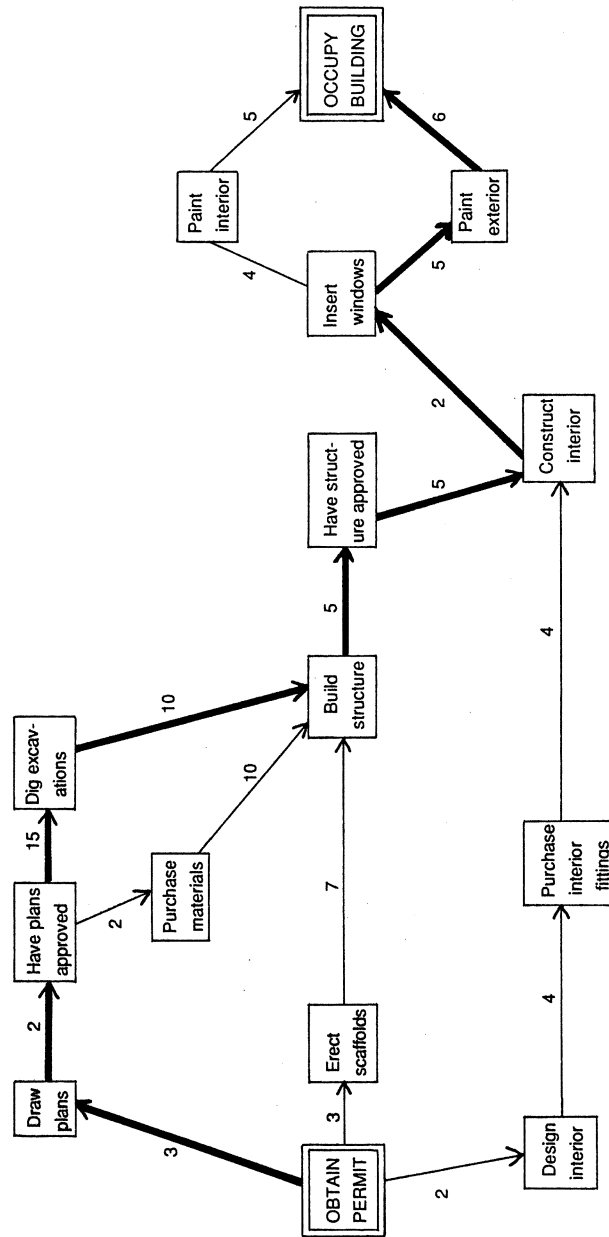 OBTAIN
PERMIT
3
Draw
plans
2
Have plans
approved
15
Dig excav-
ations
10
2
Purchase
materials
10
3
Erect
scaffolds
7
Build
structure
5
Have struct-
ure approved
5
2
Design
interior
4
Purchase
interior
fittings
4
Construct
interior
2
Insert
windows
4
Paint
interior
5
5
Paint
exterior
6
OCCUPY
BUILDING